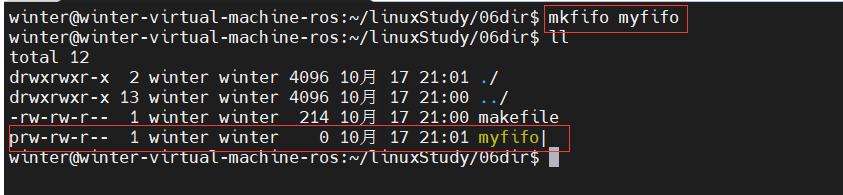 winter@winter-virtual-machine-ros:~/linuxStudy/06dir$ mkfifo myfifo
winter@winter-virtual-machine-ros:~/linuxStudy/06dir$ ll
total 12
drwxrwxr-x  2 winter winter 4096 10月 17 21:01 ./
drwxrwxr-x 13 winter winter 4096 10月 17 21:00 ../
-rw-rw-r--  1 winter winter  214 10月 17 21:00 makefile
prw-rw-r--  1 winter winter    0 10月 17 21:01 myfifo|
winter@winter-virtual-machine-ros:~/linuxStudy/06dir$